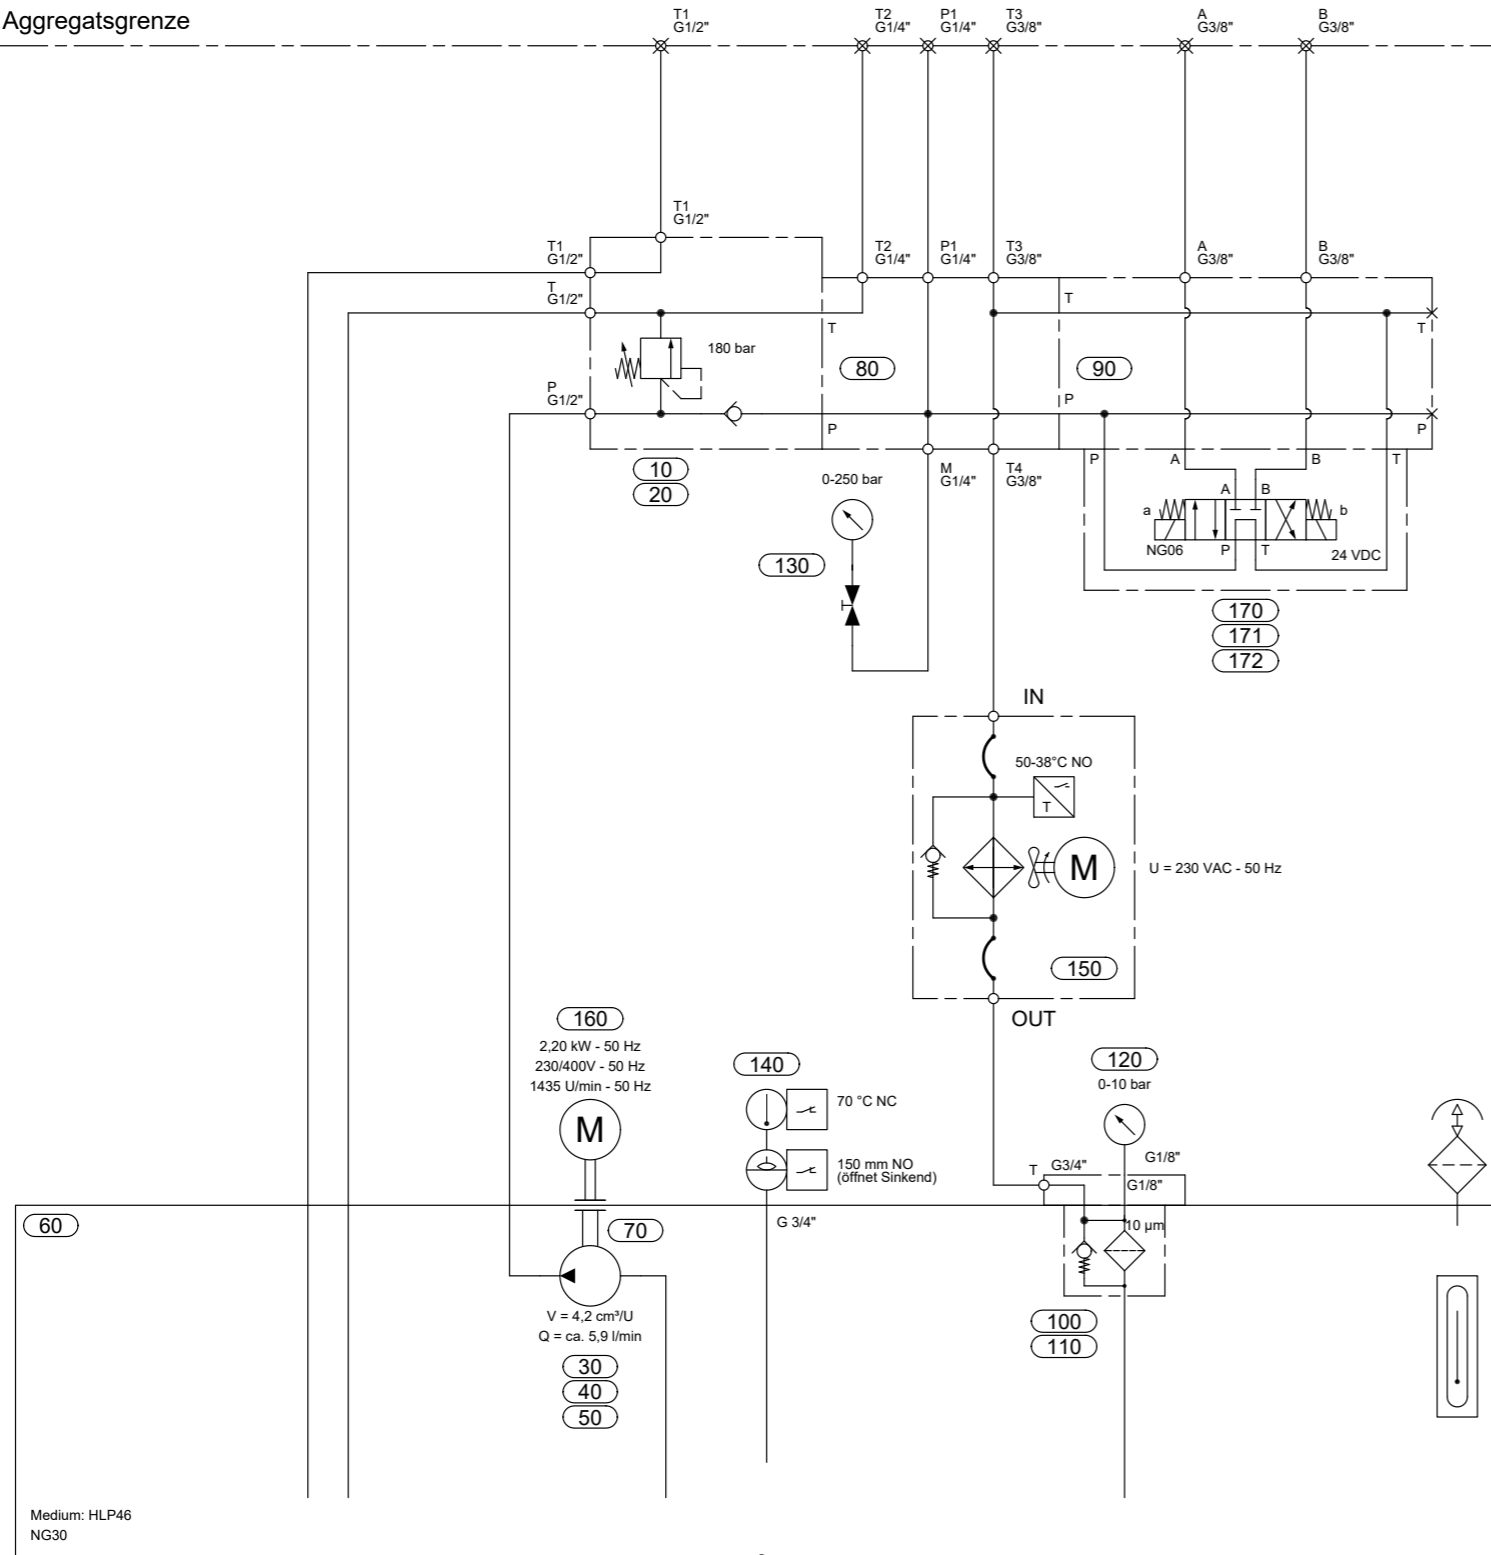 Aggregatsgrenze
T1
G1/2"
T2
G1/4"
P1
G1/4"
T3
G3/8"
A
G3/8"
B
G3/8"
T1
G1/2"
T1
G1/2"
T2
G1/4"
P1
G1/4"
T3
G3/8"
A
G3/8"
B
G3/8"
T
G1/2"
T
T
T
180 bar
80
90
P
G1/2"
P
P
P
10
20
0-250 bar
M
G1/4"
T4
G3/8"
P
A
B
T
A
B
a
b
NG06
P
T
24 VDC
130
170
171
172
IN
50-38°C NO
T
M
U = 230 VAC - 50 Hz
150
OUT
160
2,20 kW - 50 Hz
230/400V - 50 Hz
1435 U/min - 50 Hz
M
140
70 °C NC
150 mm NO
(öffnet Sinkend)
G 3/4"
120
0-10 bar
G1/8"
T
G3/4"
G1/8"
10 µm
60
70
V = 4,2 cm³/U
Q = ca. 5,9 l/min
30
40
50
100
110
Medium: HLP46
NG30